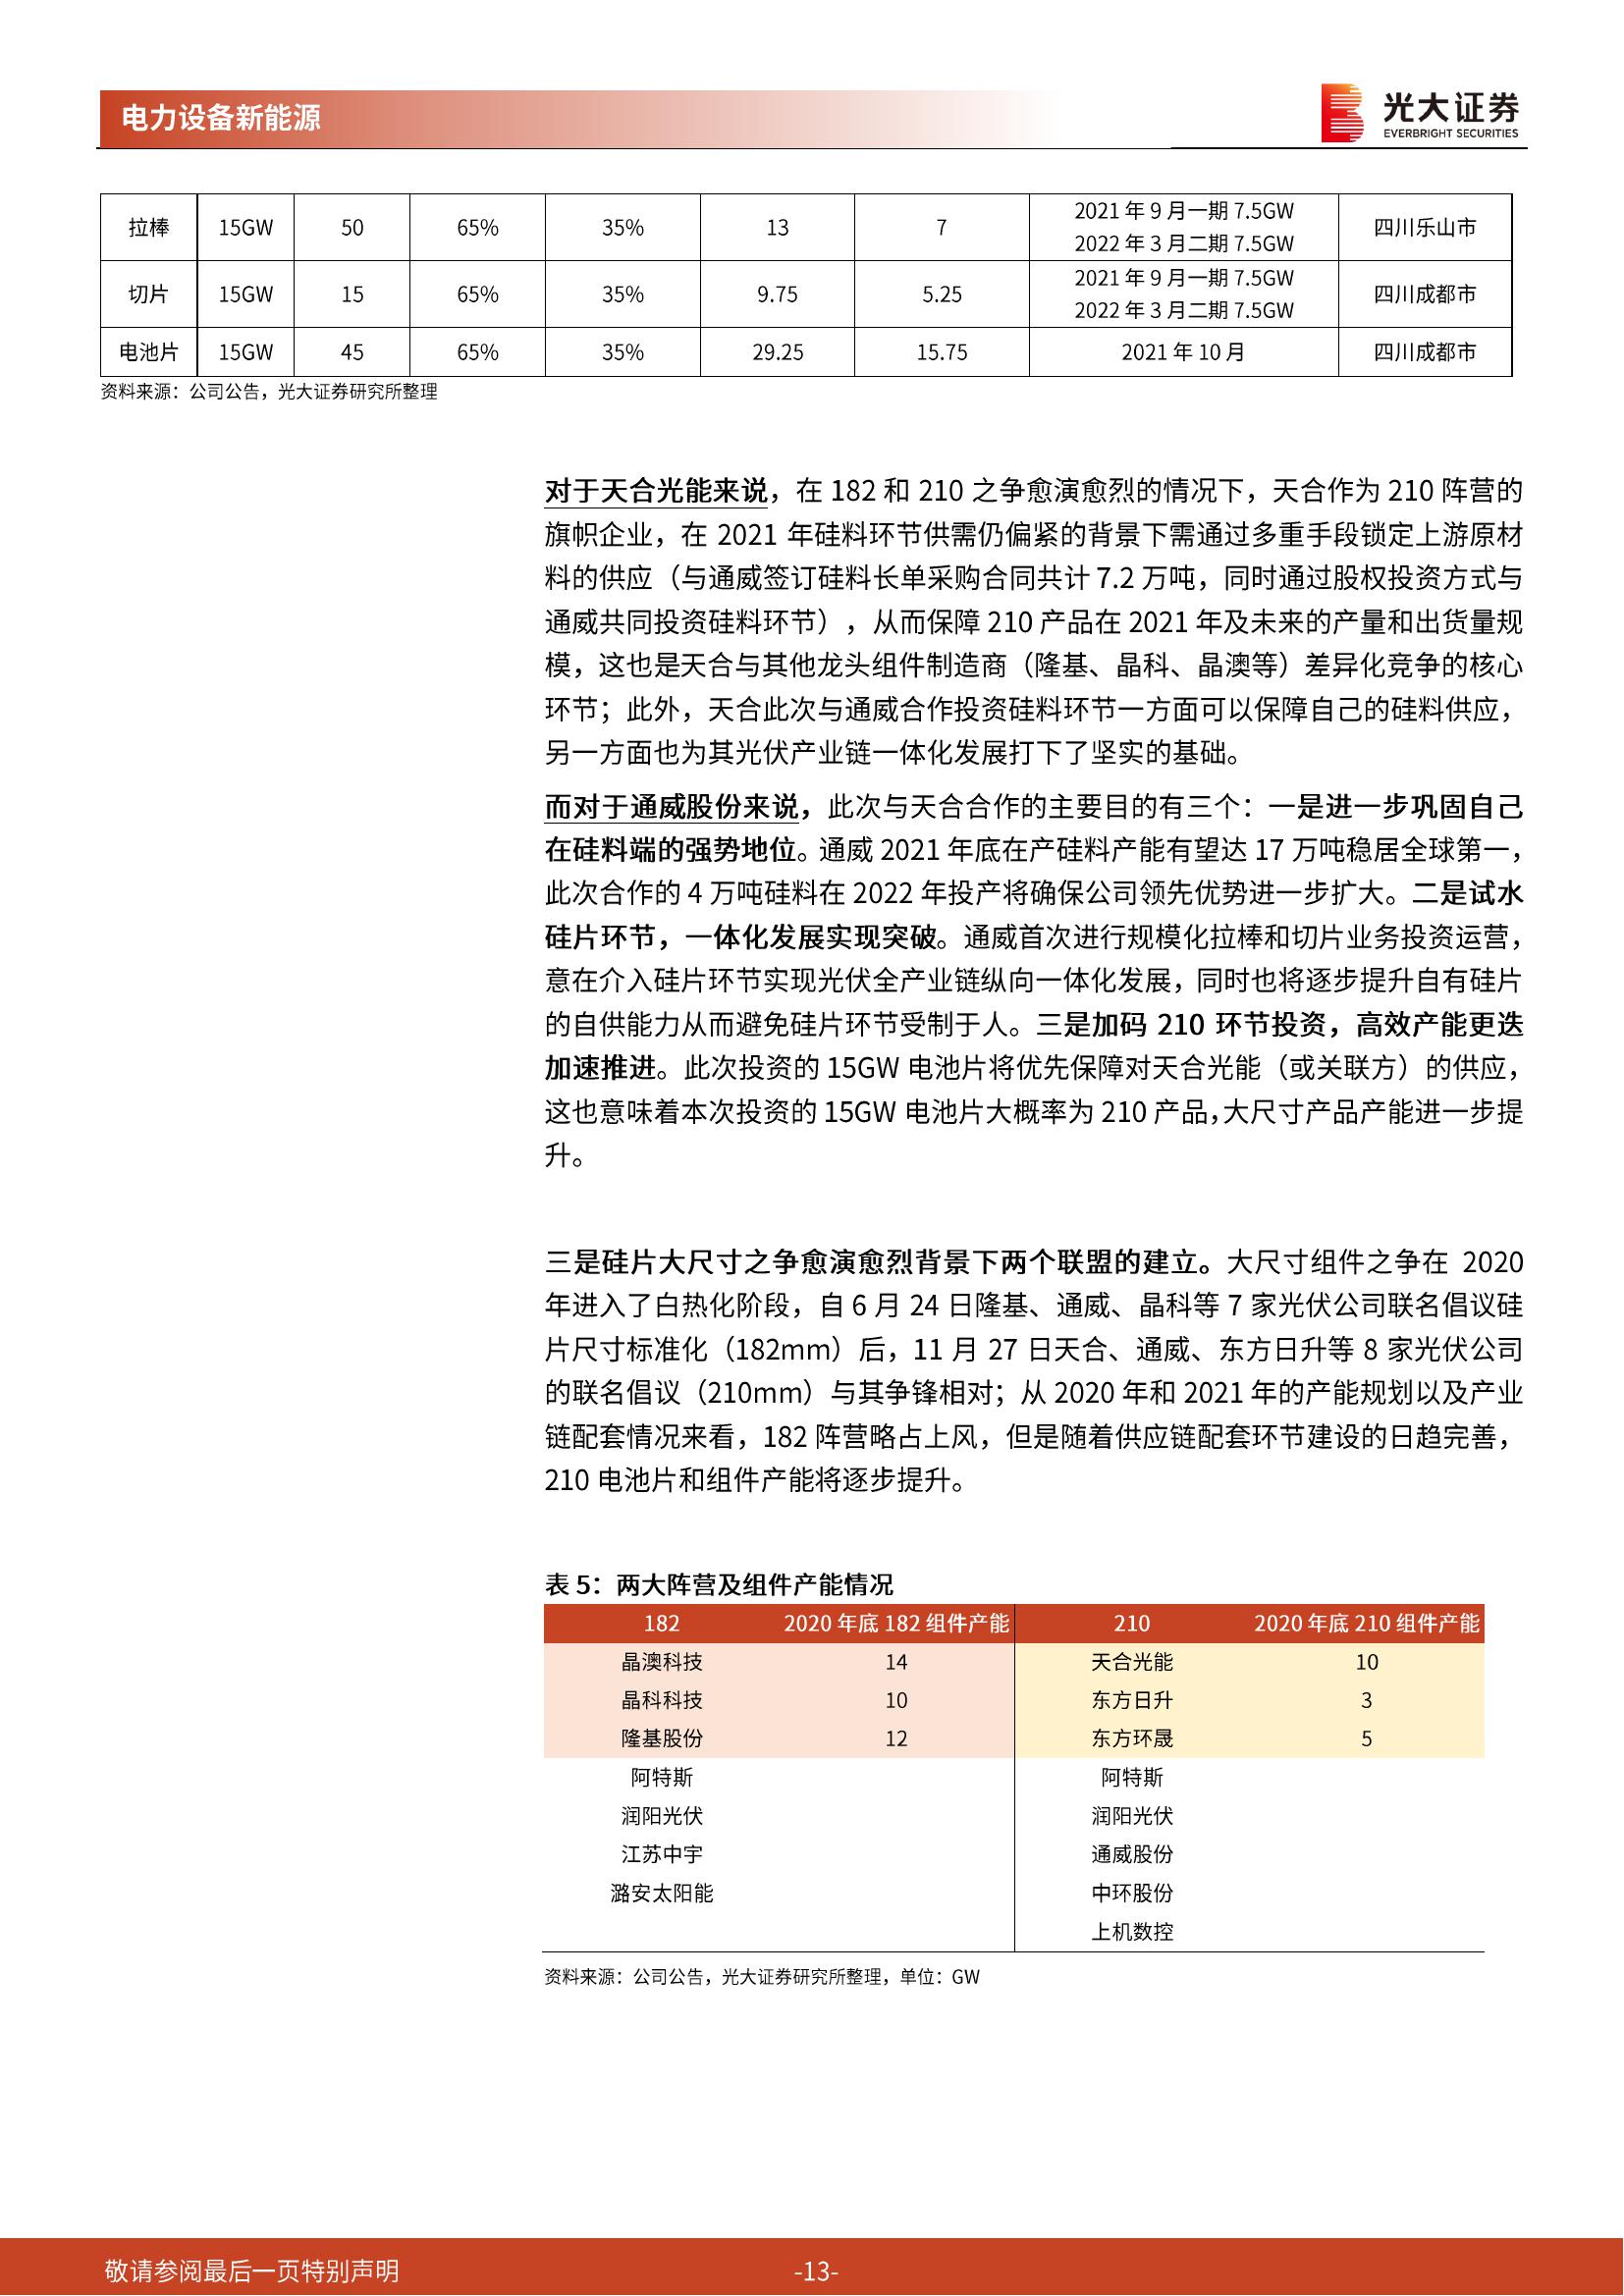 电力设备新能源
光大证券
EVERBRIGHT SECURITIES
拉棒 15GW 50 65% 35% 13 7 2021 年 9 月一期 7.5GW 四川乐山市
2022 年 3 月二期 7.5GW
切片 15GW 15 65% 35% 9.75 5.25 2021 年 9 月一期 7.5GW 四川成都市
2022 年 3 月二期 7.5GW
电池片 15GW 45 65% 35% 29.25 15.75 2021 年 10 月 四川成都市
资料来源：公司公告，光大证券研究所整理
对于天合光能来说，在 182 和 210 之争愈演愈烈的情况下，天合作为 210 阵营的
旗帜企业，在 2021 年硅料环节供需仍偏紧的背景下需通过多重手段锁定上游原材
料的供应（与通威签订硅料长单采购合同共计 7.2 万吨，同时通过股权投资方式与
通威共同投资硅料环节），从而保障 210 产品在 2021 年及未来的产量和出货量规
模，这也是天合与其他龙头组件制造商（隆基、晶科、晶澳等）差异化竞争的核心
环节；此外，天合此次与通威合作投资硅料环节一方面可以保障自己的硅料供应，
另一方面也为其光伏产业链一体化发展打下了坚实的基础。
而对于通威股份来说，此次与天合合作的主要目的有三个：一是进一步巩固自己
在硅料端的强势地位。通威 2021 年底在产硅料产能有望达 17 万吨稳居全球第一，
此次合作的 4 万吨硅料在 2022 年投产将确保公司领先优势进一步扩大。二是试水
硅片环节，一体化发展实现突破。通威首次进行规模化拉棒和切片业务投资运营，
意在介入硅片环节实现光伏全产业链纵向一体化发展，同时也将逐步提升自有硅片
的自供能力从而避免硅片环节受制于人。三是加码 210 环节投资，高效产能更迭
加速推进。此次投资的 15GW 电池片将优先保障对天合光能（或关联方）的供应，
这也意味着本次投资的 15GW 电池片大概率为 210 产品，大尺寸产品产能进一步提
升。
三是硅片大尺寸之争愈演愈烈背景下两个联盟的建立。大尺寸组件之争在 2020
年进入了白热化阶段，自 6 月 24 日隆基、通威、晶科等 7 家光伏公司联名倡议硅
片尺寸标准化（182mm）后，11 月 27 日天合、通威、东方日升等 8 家光伏公司
的联名倡议（210mm）与其争锋相对；从 2020 年和 2021 年的产能规划以及产业
链配套情况来看，182 阵营略占上风，但是随着供应链配套环节建设的日趋完善，
210 电池片和组件产能将逐步提升。
表 5：两大阵营及组件产能情况
182 2020 年底 182 组件产能 210 2020 年底 210 组件产能
晶澳科技 14 天合光能 10
晶科科技 10 东方日升 3
隆基股份 12 东方环晟 5
阿特斯 阿特斯
润阳光伏 润阳光伏
江苏中宇 通威股份
潞安太阳能 中环股份
上机数控
资料来源：公司公告，光大证券研究所整理，单位：GW
敬请参阅最后一页特别声明 -13-